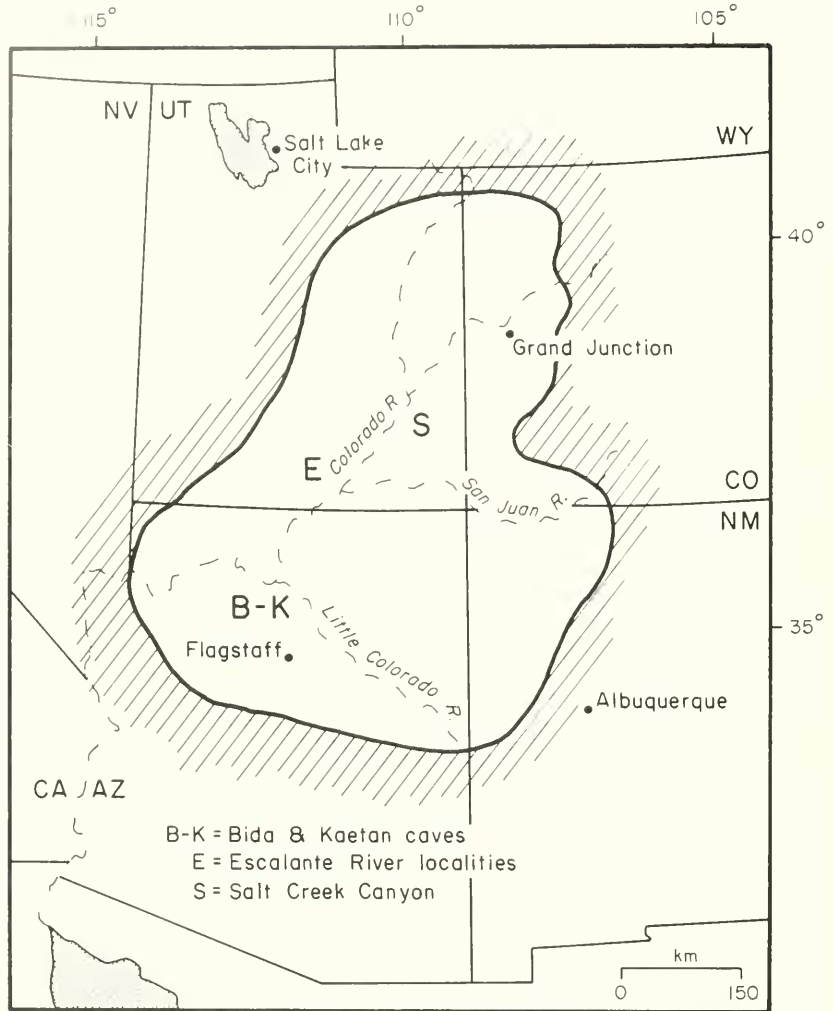 115° 110° 105°
NV UT
WY
Salt Lake
City
40°
Grand Junction
Colorado R.
S
E
San Juan R.
CO
NM
B-K
35°
Little Colorado R.
Flagstaff
Albuquerque
CA AZ
B-K = Bida & Kaetan caves
E = Escalante River localities
S = Salt Creek Canyon
km
0 150